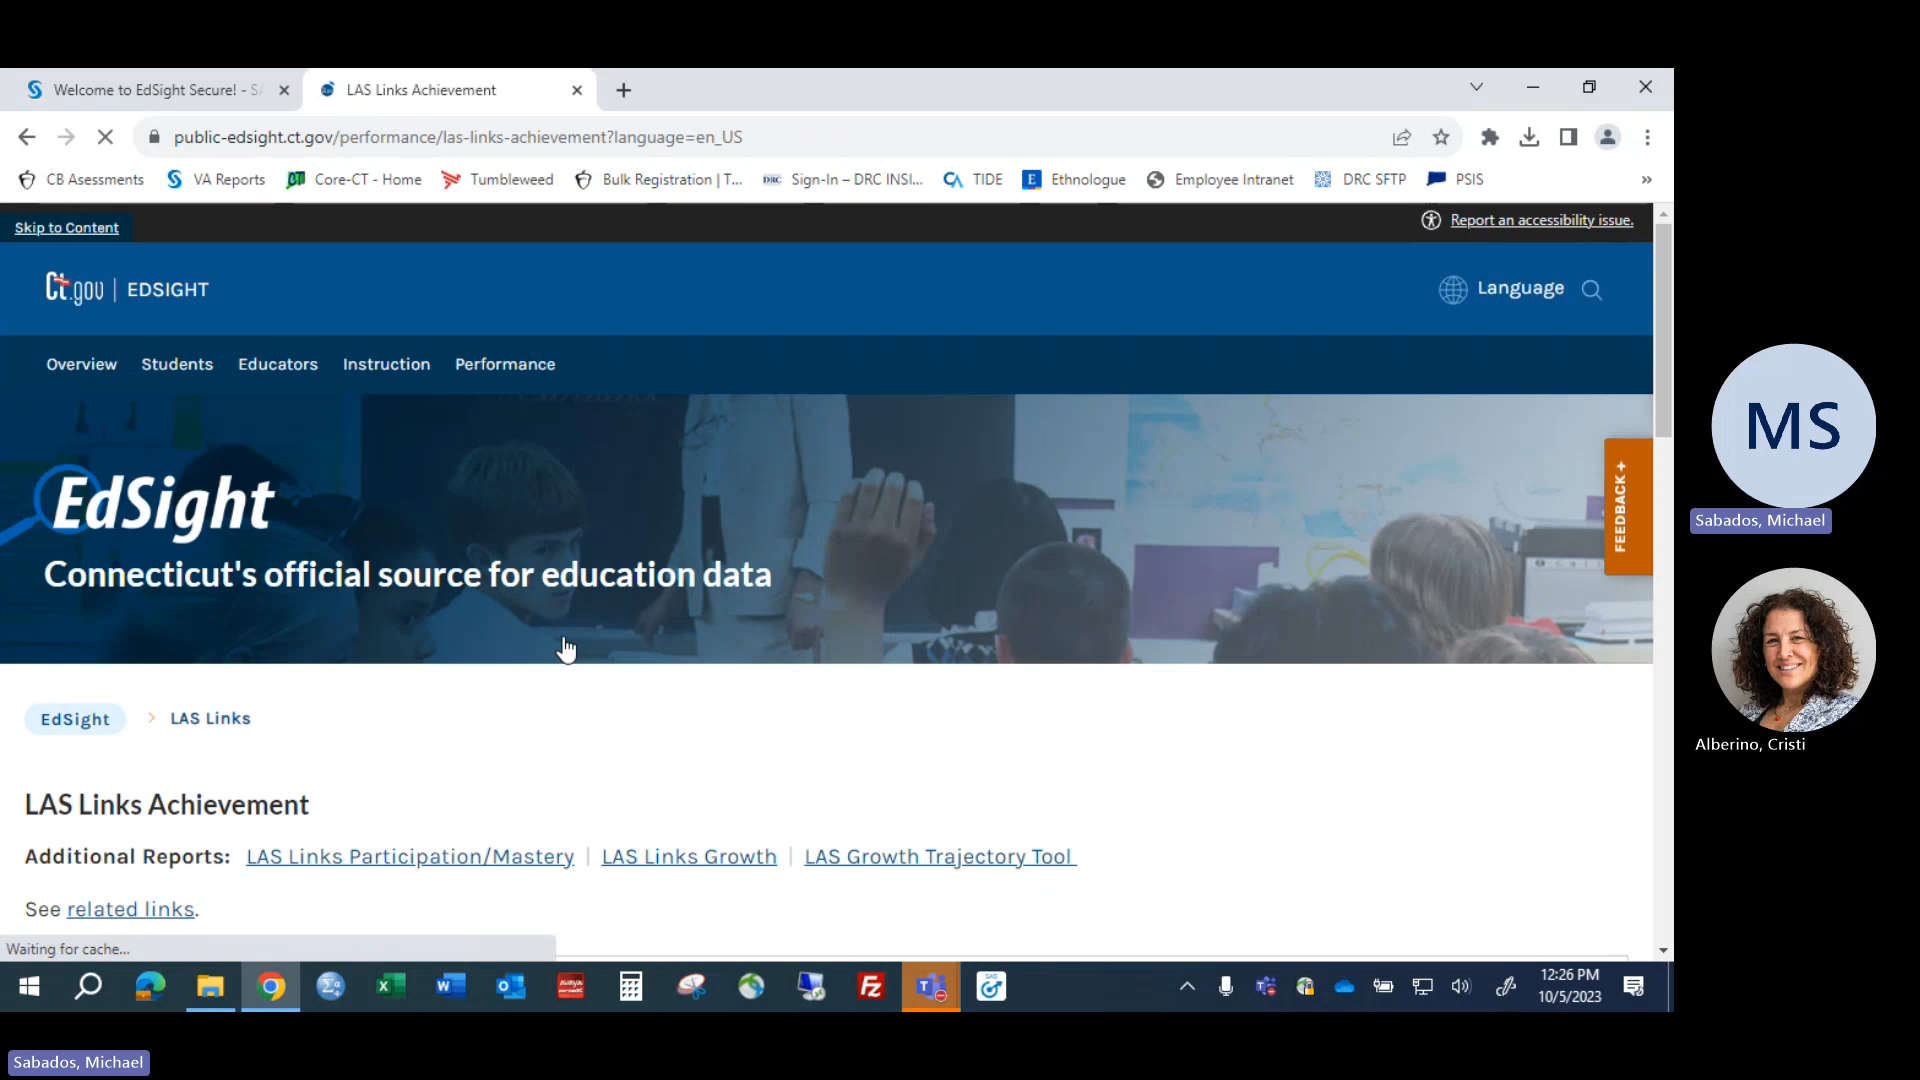 Welcome to EdSight Secure! - SA
LAS Links Achievement
public-edsight.ct.gov/performance/las-links-achievement?language=en_US
CB Asessments
VA Reports
Core-CT - Home
Tumbleweed
Bulk Registration | T...
DRC
Sign-In – DRC INSI...
CA
TIDE
E
Ethnologue
Employee Intranet
DRC SFTP
PSIS
»
Skip to Content
Report an accessibility issue.
Ct.gov | EDSIGHT
Language
Overview
Students
Educators
Instruction
Performance
EdSight
Connecticut's official source for education data
FEEDBACK +
EdSight > LAS Links
LAS Links Achievement
Additional Reports: LAS Links Participation/Mastery | LAS Links Growth | LAS Growth Trajectory Tool
See related links.
Waiting for cache...
12:26 PM
10/5/2023
MS
Sabados, Michael
Alberino, Cristi
Sabados, Michael